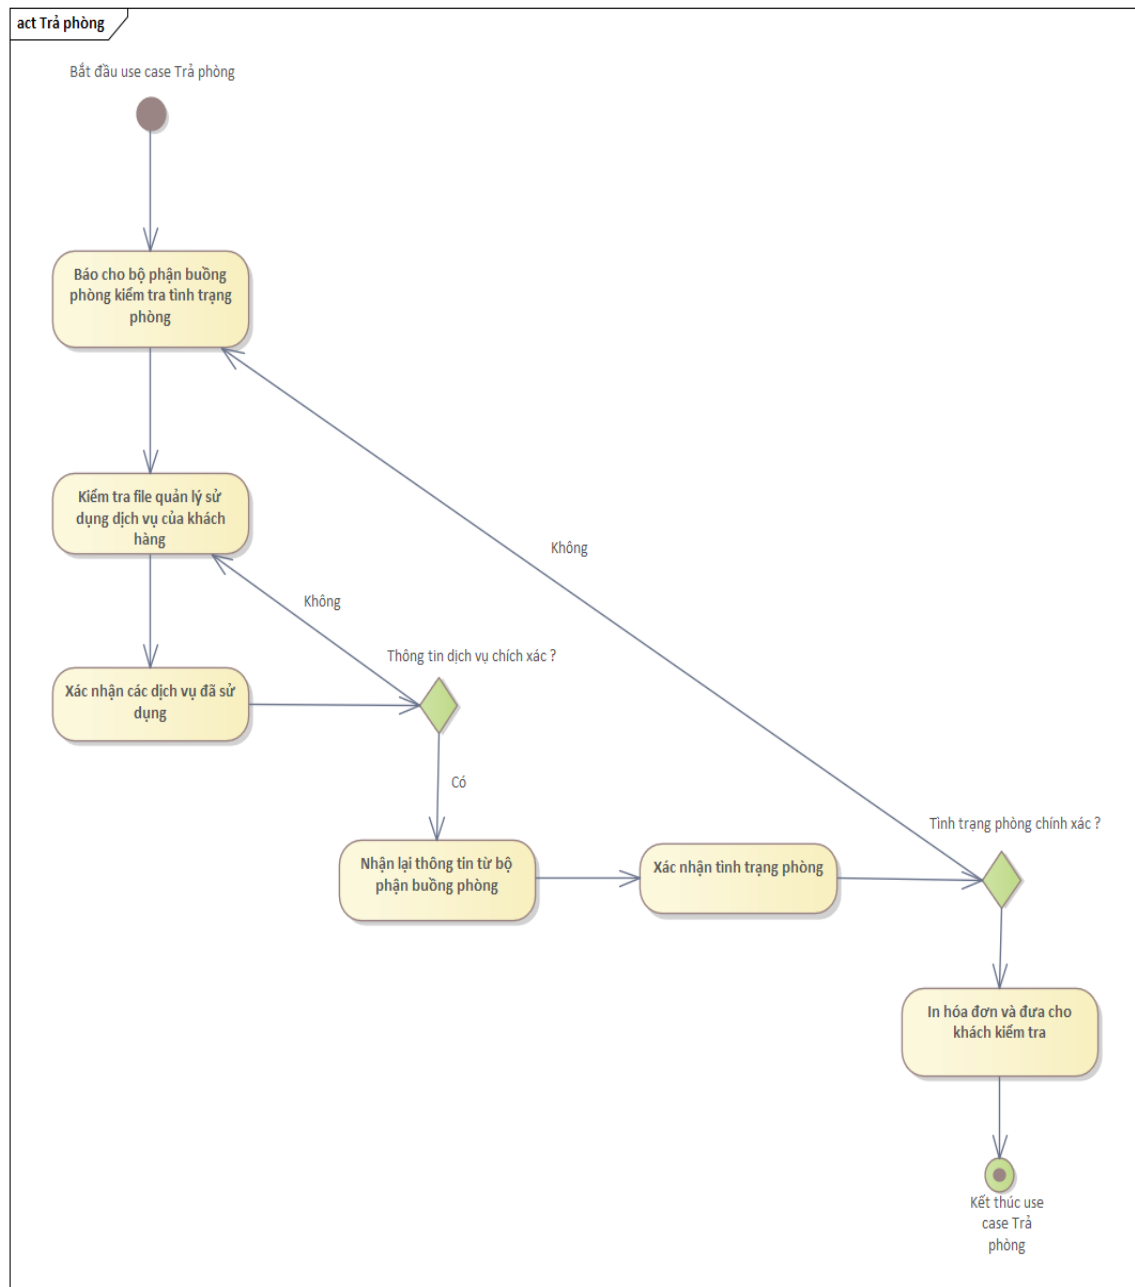 act Trả phòng
Bắt đầu use case Trả phòng
Báo cho bộ phận buồng
phòng kiểm tra tình trạng
phòng
Kiểm tra file quản lý sử
dụng dịch vụ của khách
hàng
Không
Không
Thông tin dịch vụ chích xác ?
Xác nhận các dịch vụ đã sử
dụng
Có
Tình trạng phòng chính xác ?
Nhận lại thông tin từ bộ
phận buồng phòng
Xác nhận tình trạng phòng
In hóa đơn và đưa cho
khách kiểm tra
Kết thúc use
case Trả
phòng